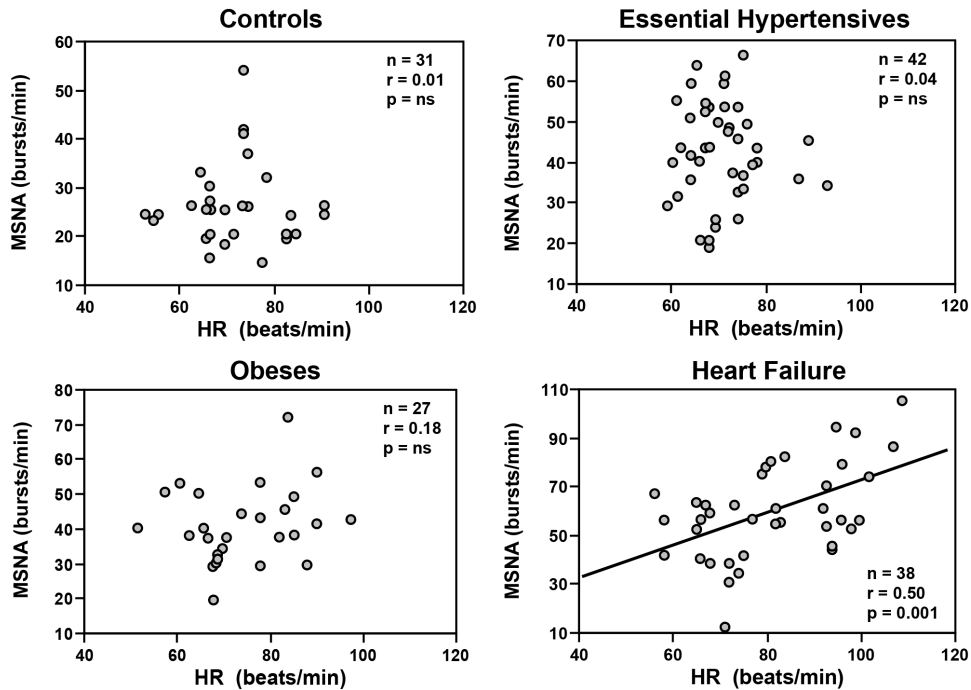 Controls
60
50
40
30
20
10
40
60
80
100
120
MSNA (bursts/min)
HR (beats/min)
n = 31
r = 0.01
p = ns
Essential Hypertensives
70
60
50
40
30
20
10
40
60
80
100
120
MSNA (bursts/min)
HR (beats/min)
n = 42
r = 0.04
p = ns
Obeses
80
70
60
50
40
30
20
10
40
60
80
100
120
MSNA (bursts/min)
HR (beats/min)
n = 27
r = 0.18
p = ns
Heart Failure
110
90
70
50
30
10
40
60
80
100
120
MSNA (bursts/min)
HR (beats/min)
n = 38
r = 0.50
p = 0.001